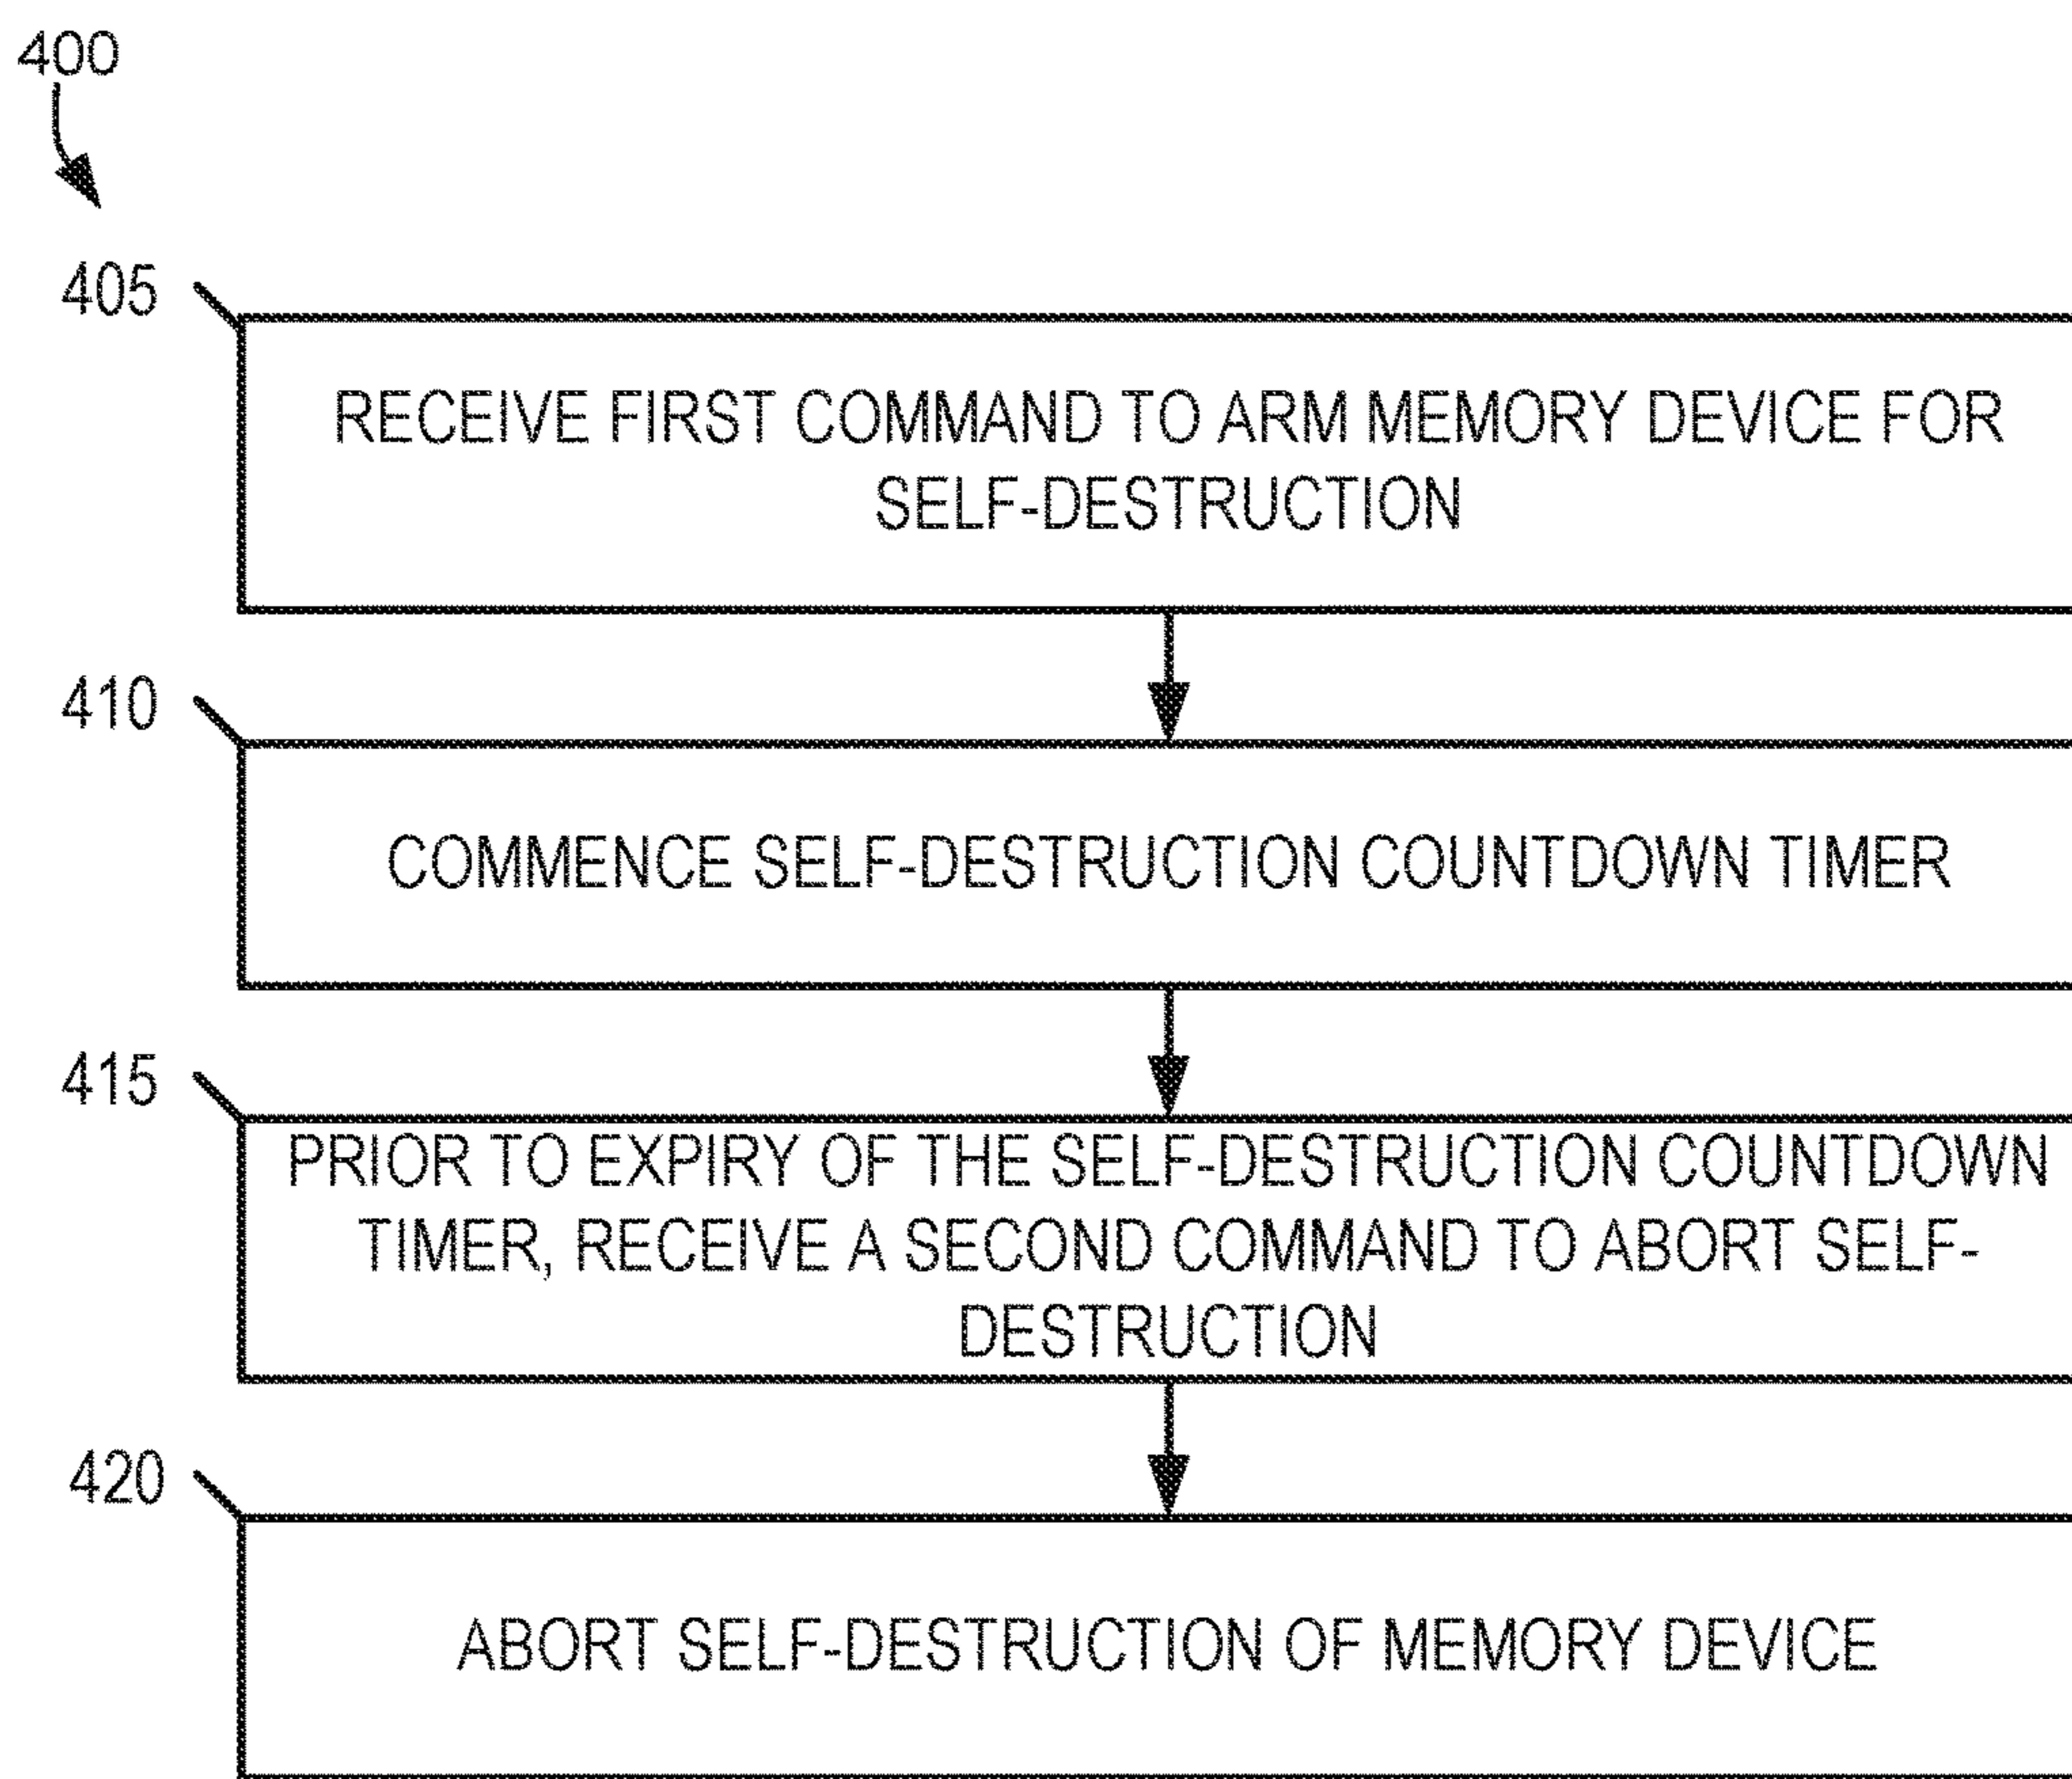 400
405
RECEIVE FIRST COMMAND TO ARM MEMORY DEVICE FOR
SELF-DESTRUCTION
410
COMMENCE SELF-DESTRUCTION COUNTDOWN TIMER
415
PRIOR TO EXPIRY OF THE SELF-DESTRUCTION COUNTDOWN
TIMER, RECEIVE A SECOND COMMAND TO ABORT SELF-
DESTRUCTION
420
ABORT SELF-DESTRUCTION OF MEMORY DEVICE